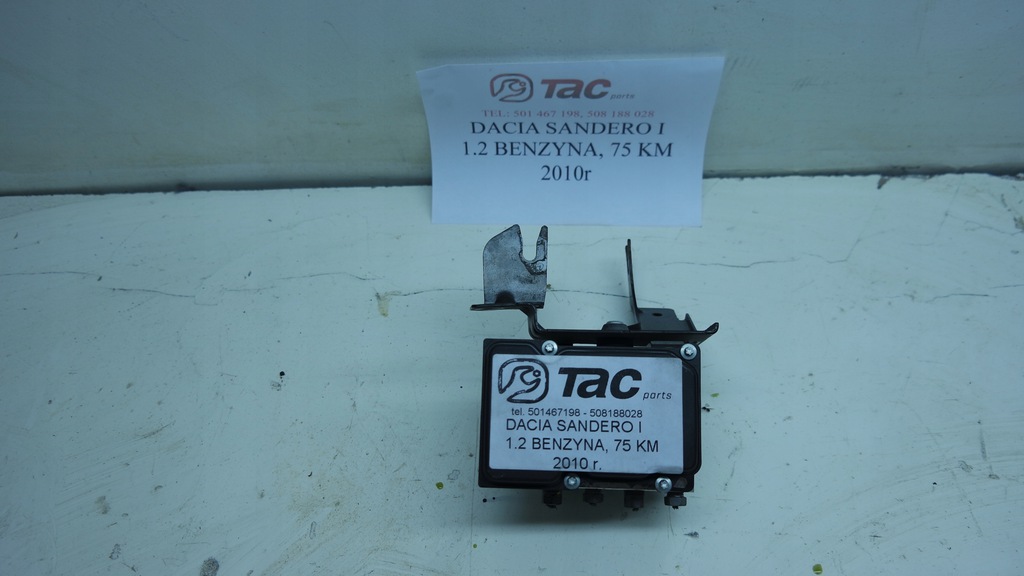 TAC parts
TEL: 501 467 198, 508 188 028
DACIA SANDERO I
1.2 BENZYNA, 75 KM
2010r
TAC parts
tel. 501467198 - 508188028
DACIA SANDERO I
1.2 BENZYNA, 75 KM
2010 r.